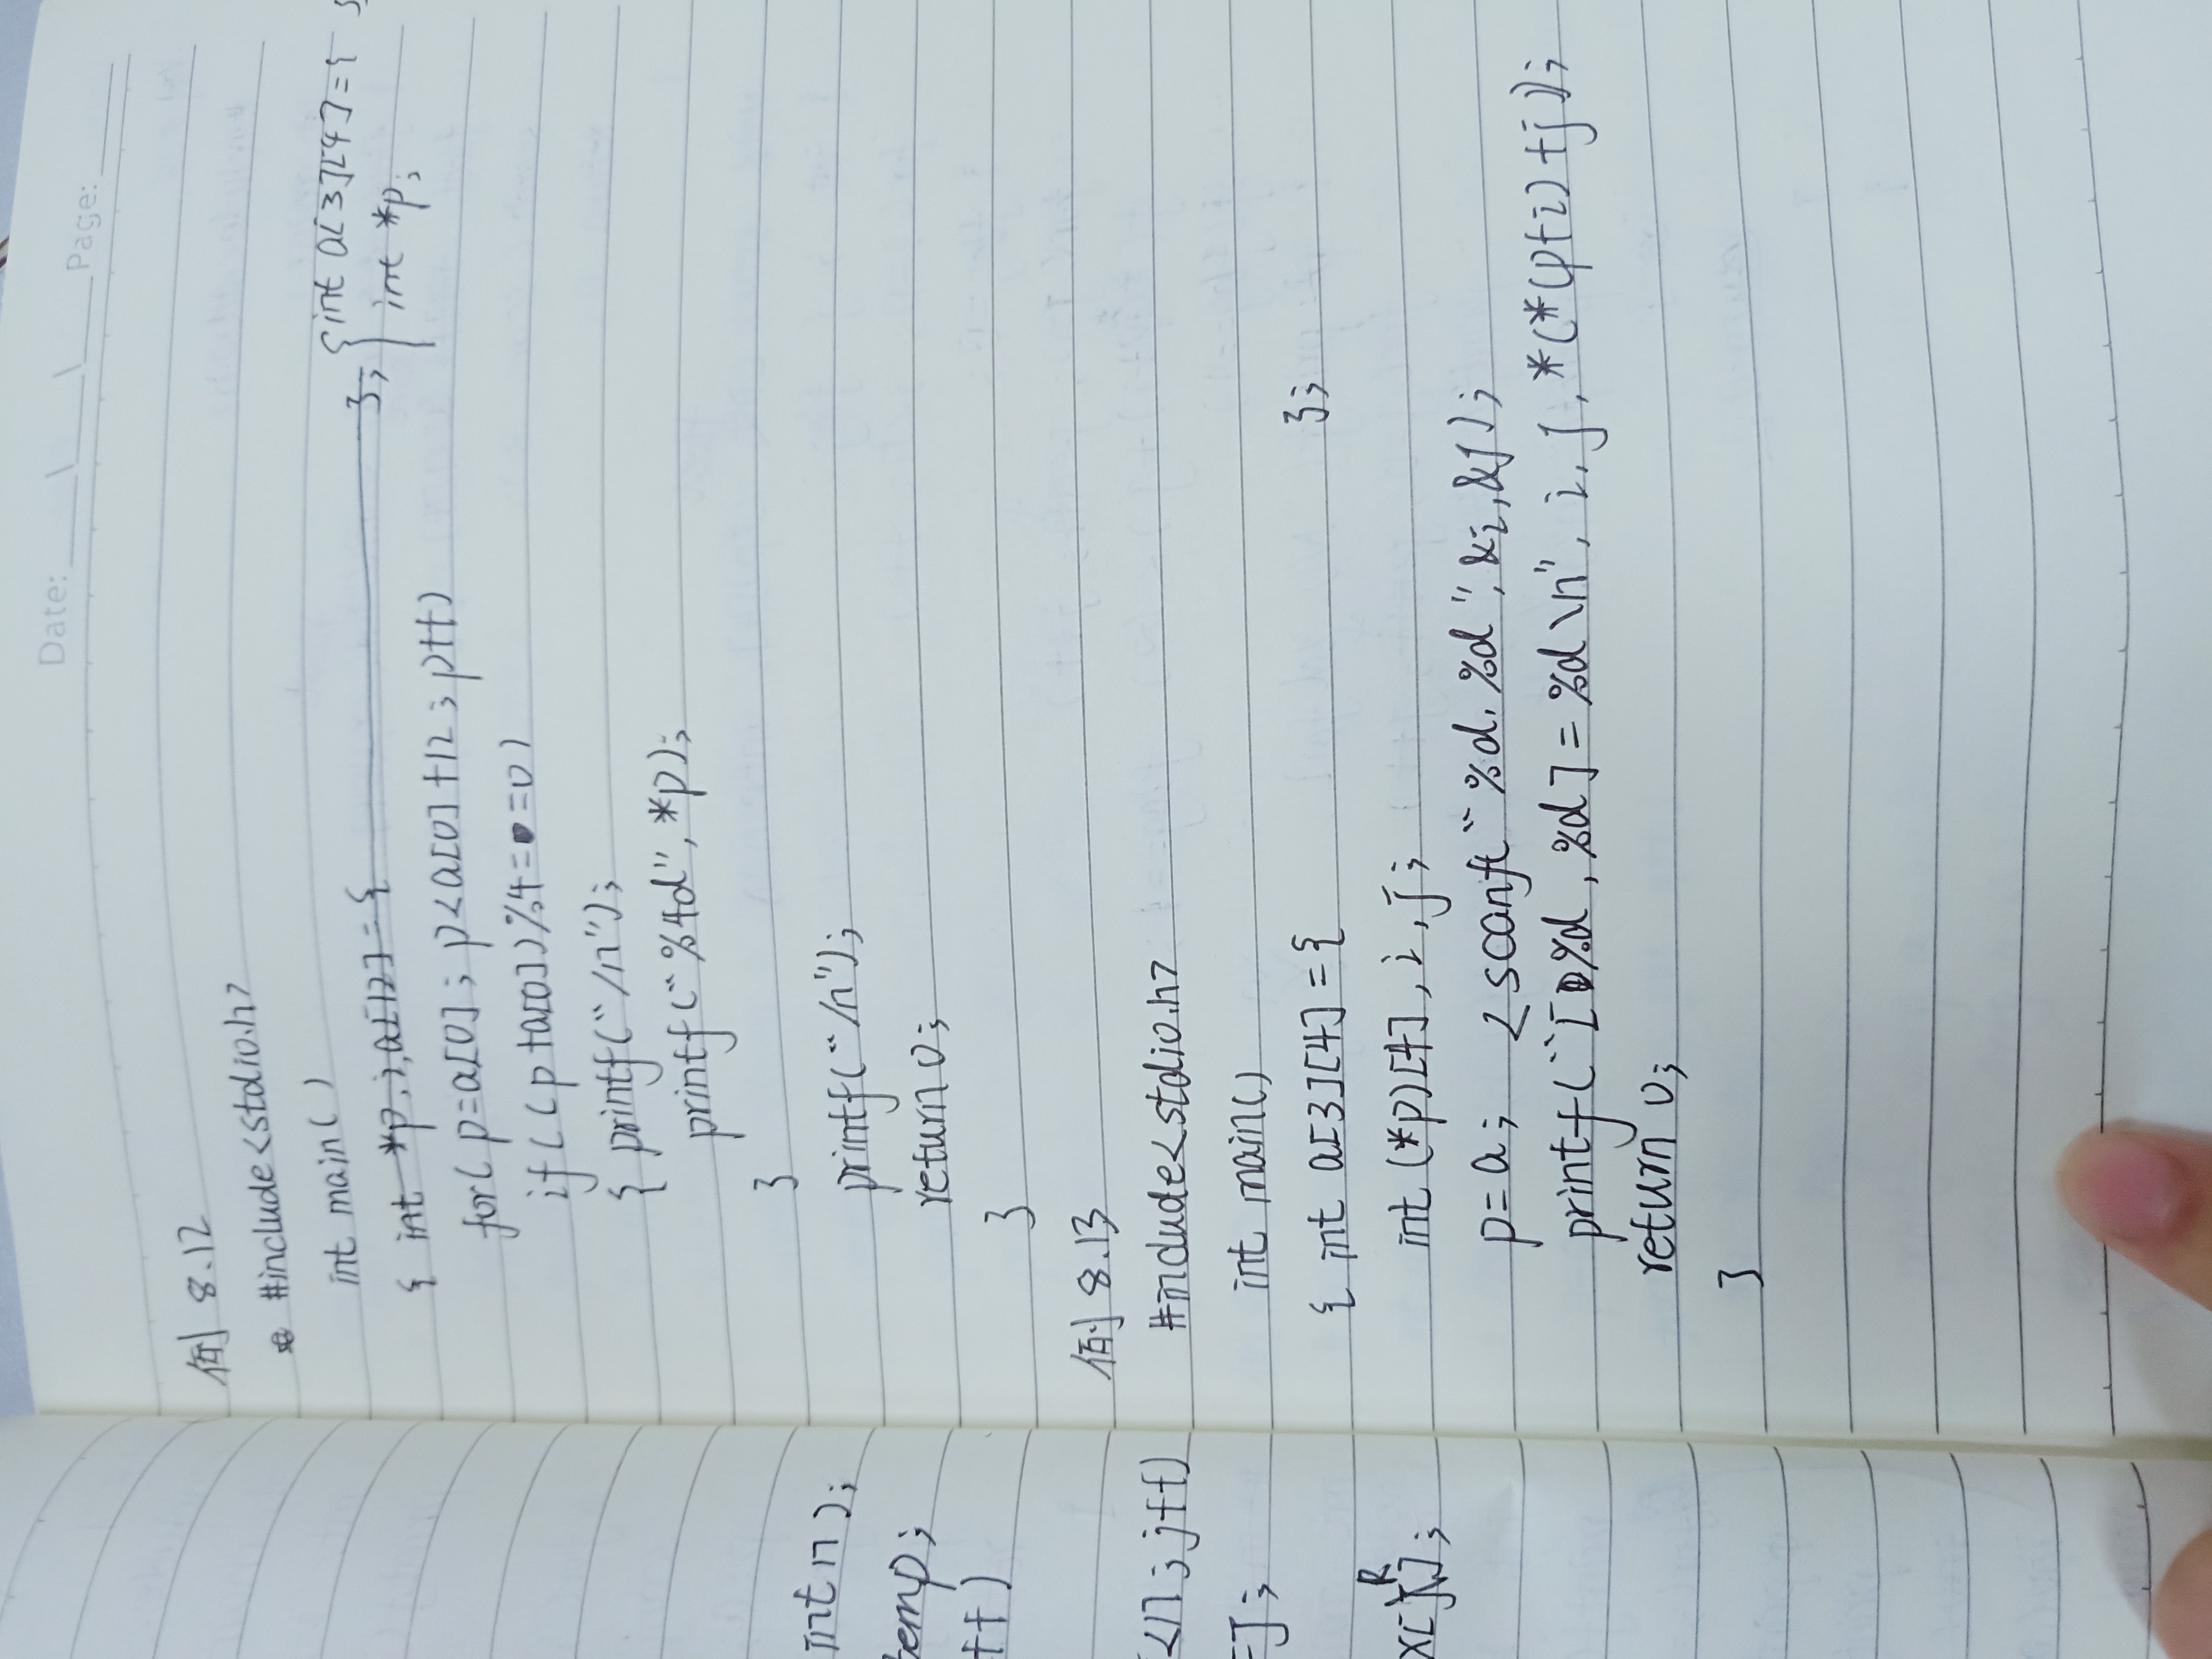 Date: Page:
例 8.12
#include<stdio.h>
int main()
{ int *p,i,a[12]={ }; {int a[3][4]={
int *p;
for(p=a[0];p<a[0]+12;p++)
if(p+a[0])%4==0)
{ printf("/n");
printf("%4d",*p);
}
printf("/n");
return 0;
}
例 8.13
#include<stdio.h>
int main()
{ int a[3][4]={ };
int (*p)[4],i,j;
p=a; scanf("%d,%d",&i,&j);
printf("[%d,%d]=%d\n",i,j,*(*(p+i)+j));
return 0;
}
int n);
temp;
++)
<n;j++)
=j;
x[j];